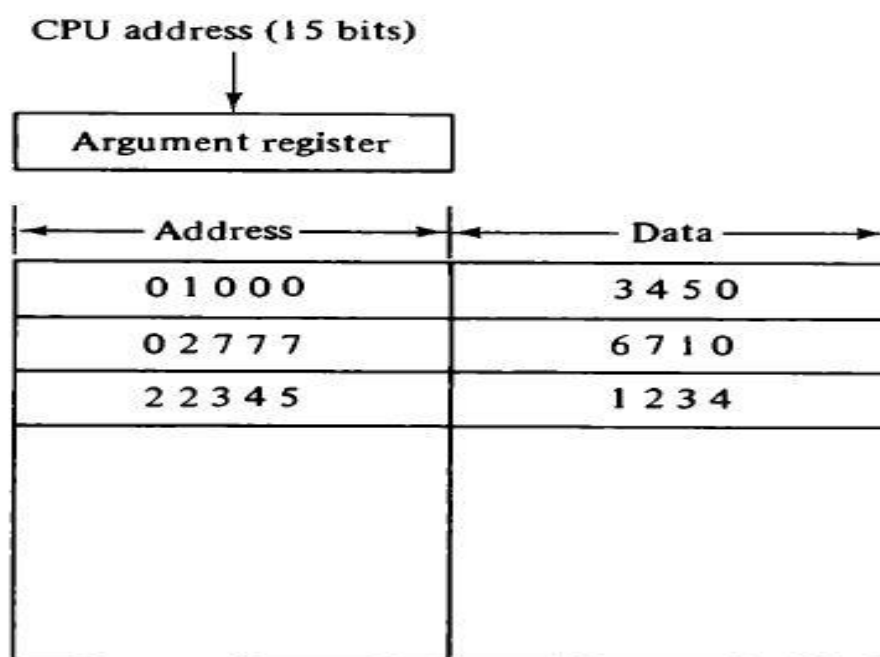 CPU address (15 bits)
Argument register
Address Data
0 1 0 0 0 3 4 5 0
0 2 7 7 7 6 7 1 0
2 2 3 4 5 1 2 3 4